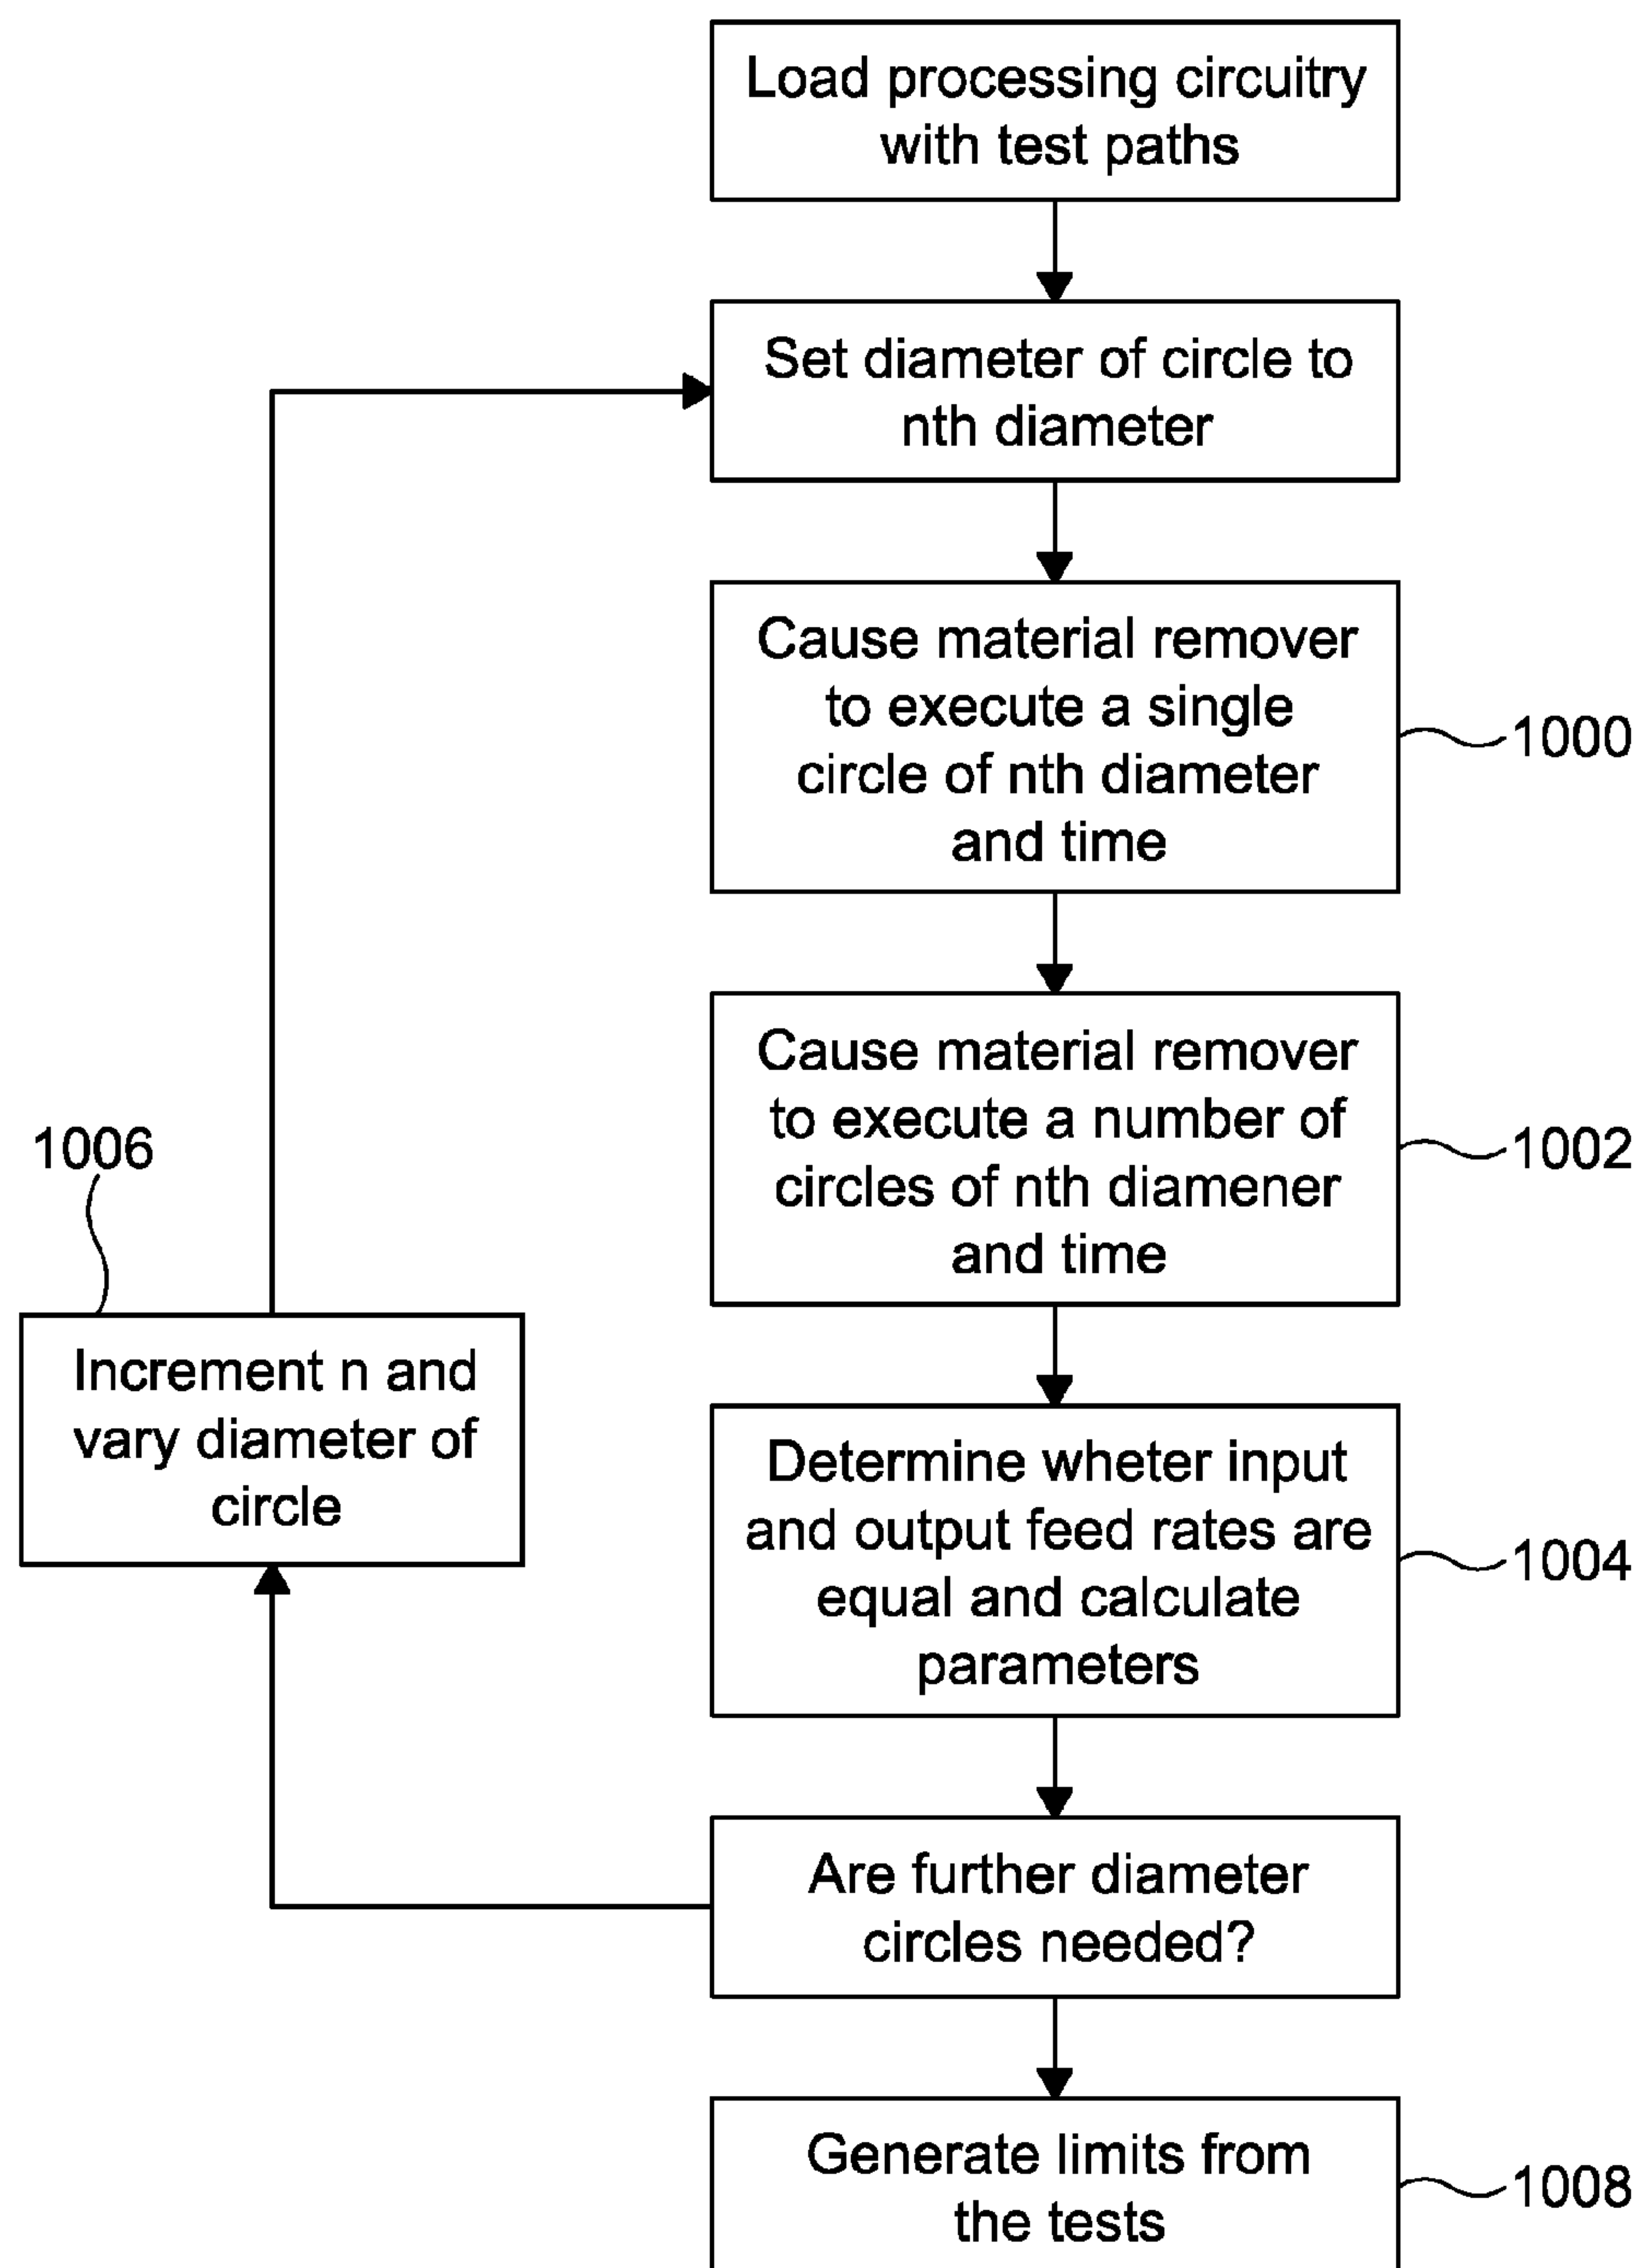 Load processing circuitry
with test paths
Set diameter of circle to
nth diameter
Cause material remover
to execute a single
circle of nth diameter
and time
1000
Cause material remover
to execute a number of
circles of nth diamener
and time
1002
1006
Increment n and
vary diameter of
circle
Determine wheter input
and output feed rates are
equal and calculate
parameters
1004
Are further diameter
circles needed?
Generate limits from
the tests
1008